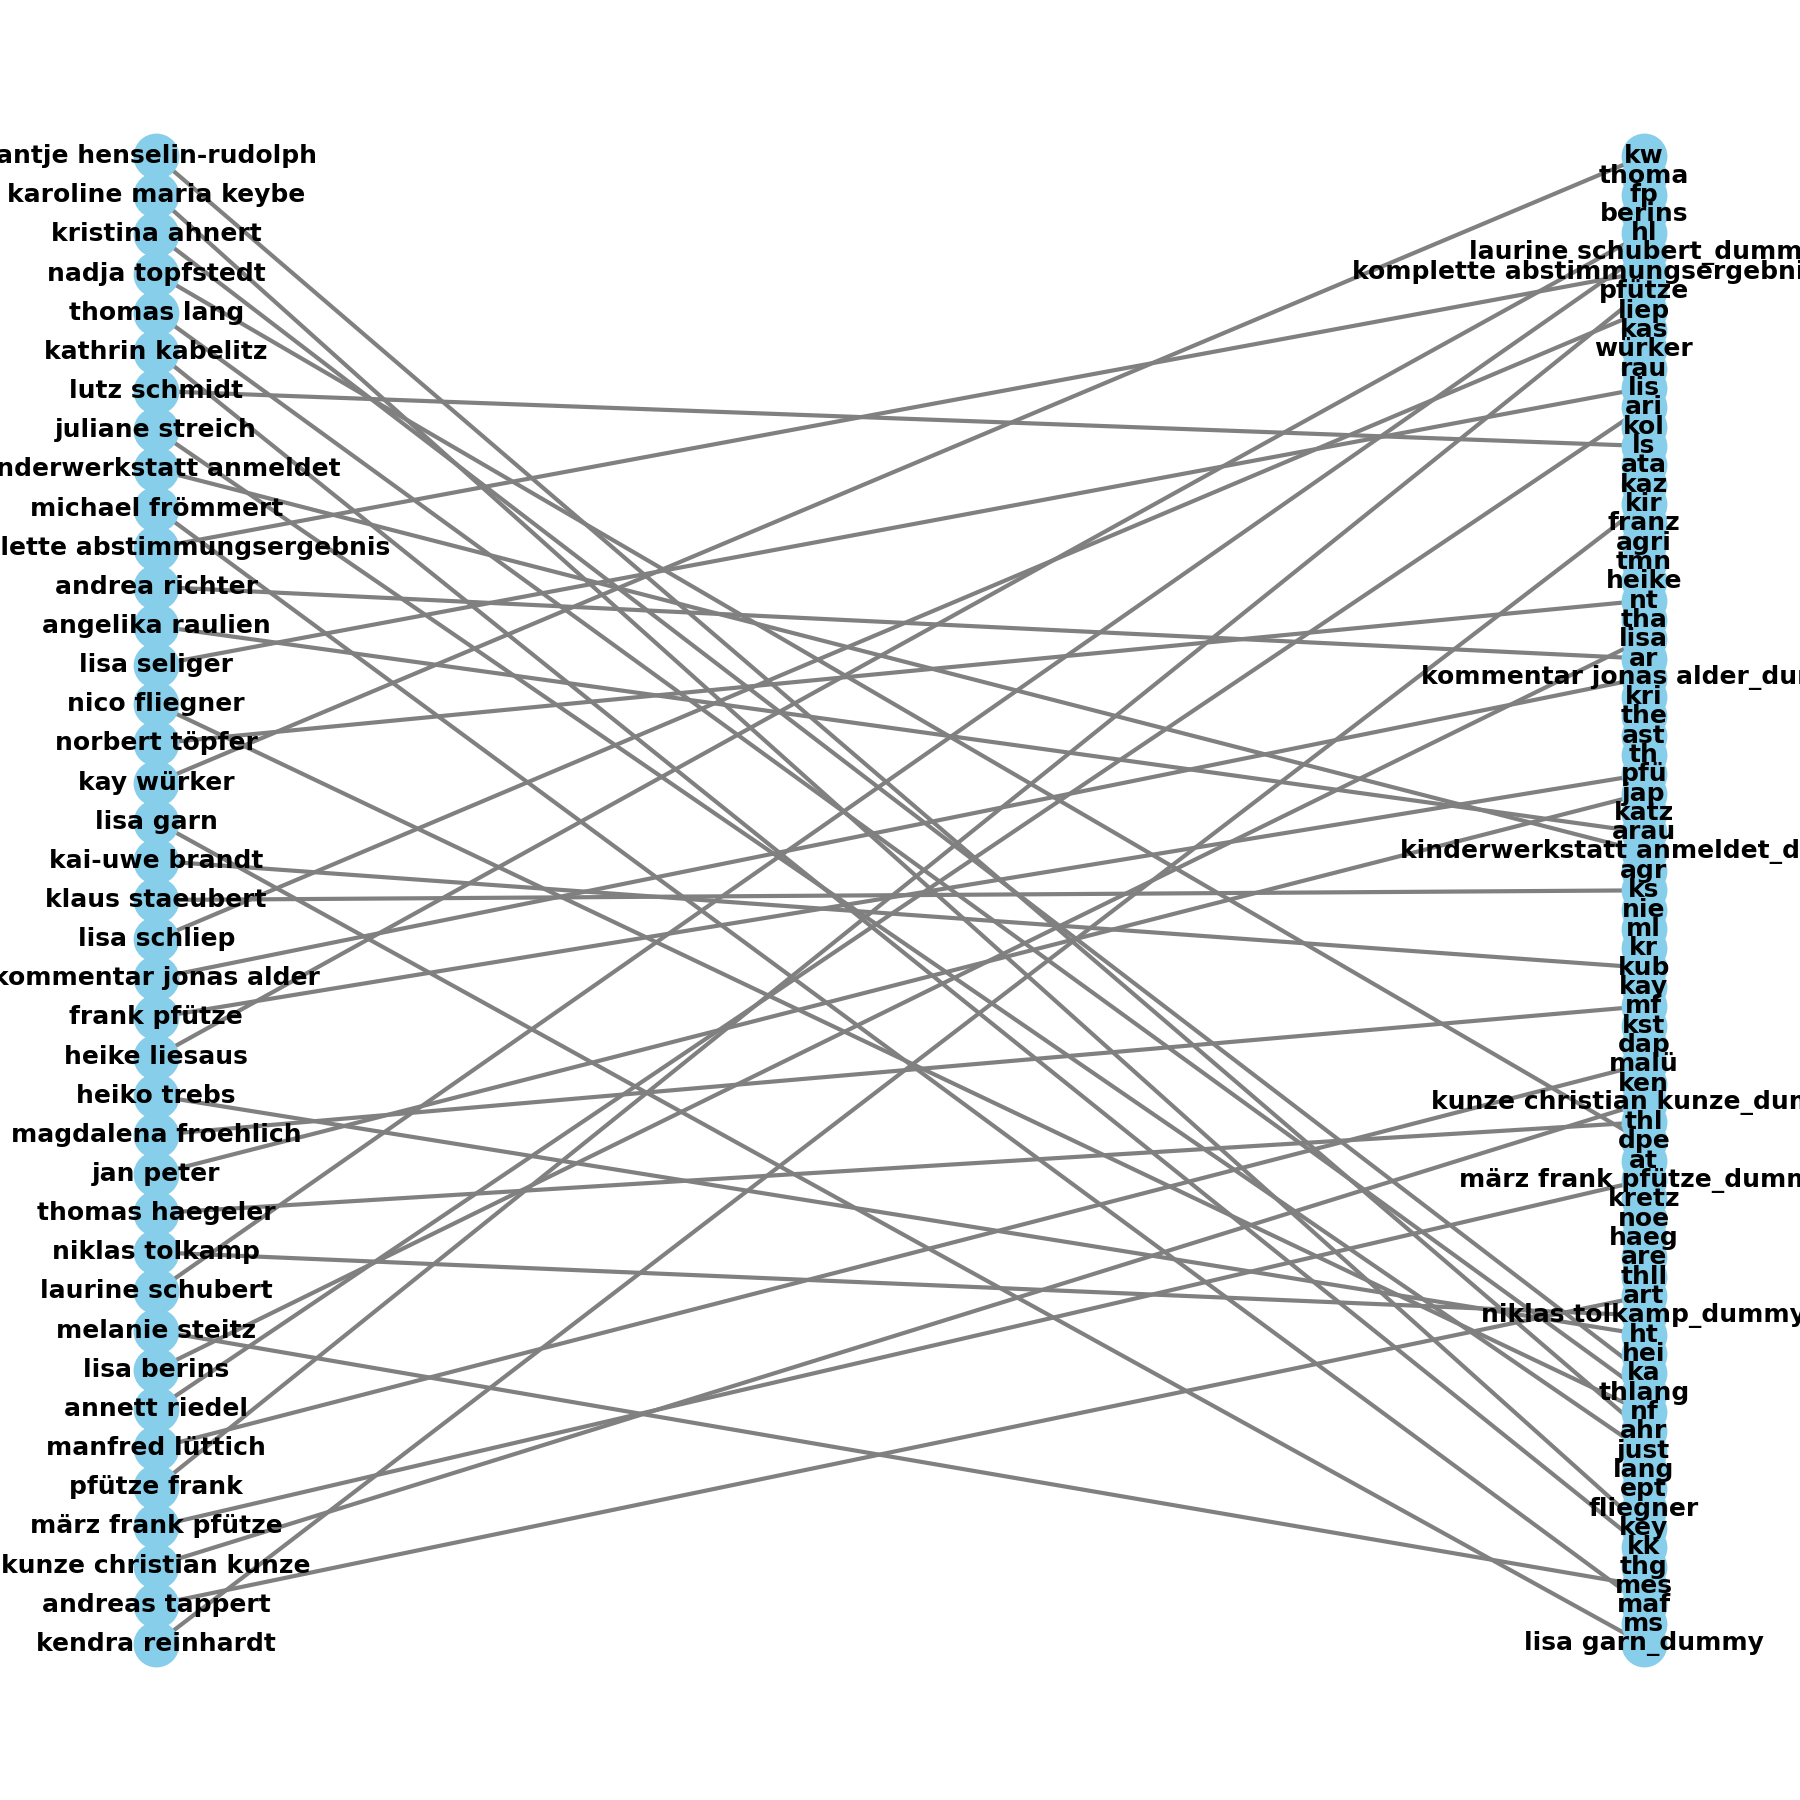 antje henselin-rudolph
karoline maria keybe
kristina ahnert
nadja topfstedt
thomas lang
kathrin kabelitz
lutz schmidt
juliane streich
nderwerkstatt anmeldet
michael frömmert
lette abstimmungsergebnis
andrea richter
angelika raulien
lisa seliger
nico fliegner
norbert töpfer
kay würker
lisa garn
kai-uwe brandt
klaus staeubert
lisa schliep
kommentar jonas alder
frank pfütze
heike liesaus
heiko trebs
magdalena froehlich
jan peter
thomas haegeler
niklas tolkamp
laurine schubert
melanie steitz
lisa berins
annett riedel
manfred lüttich
pfütze frank
märz frank pfütze
kunze christian kunze
andreas tappert
kendra reinhardt
kw
thoma
fp
berins
hl
laurine schubert_dumm
komplette abstimmungsergebni
pfütze
liep
kas
würker
rau
lis
ari
kol
ls
ata
kaz
kir
franz
agri
tmn
heike
nt
tha
lisa
ar
kommentar jonas alder_du
kri
the
ast
th
pfü
jap
katz
arau
kinderwerkstatt anmeldet_d
agr
ks
nie
ml
kr
kub
kay
mf
kst
dap
malü
ken
kunze christian kunze_du
thl
dpe
at
märz frank pfütze_dumm
kretz
noe
haeg
are
thll
art
niklas tolkamp_dummy
ht
hei
ka
thlang
nf
ahr
just
lang
ept
fliegner
key
kk
thg
mes
maf
ms
lisa garn_dummy